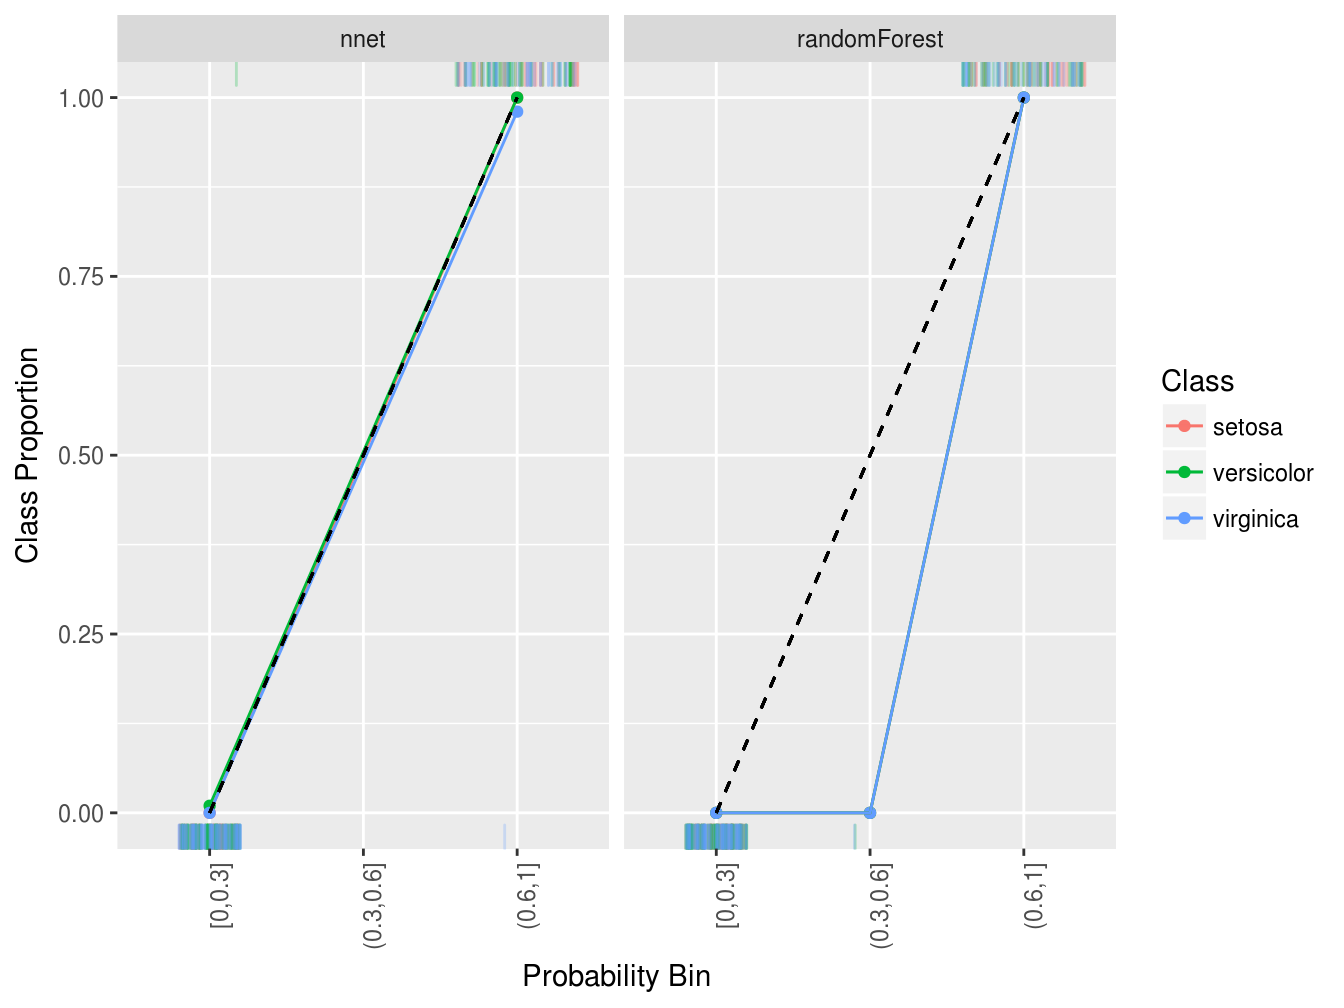 nnet
randomForest
1.00
0.75
0.50
0.25
0.00
Class Proportion
[0,0.3]
(0.3,0.6]
(0.6,1]
[0,0.3]
(0.3,0.6]
(0.6,1]
Probability Bin
Class
setosa
versicolor
virginica